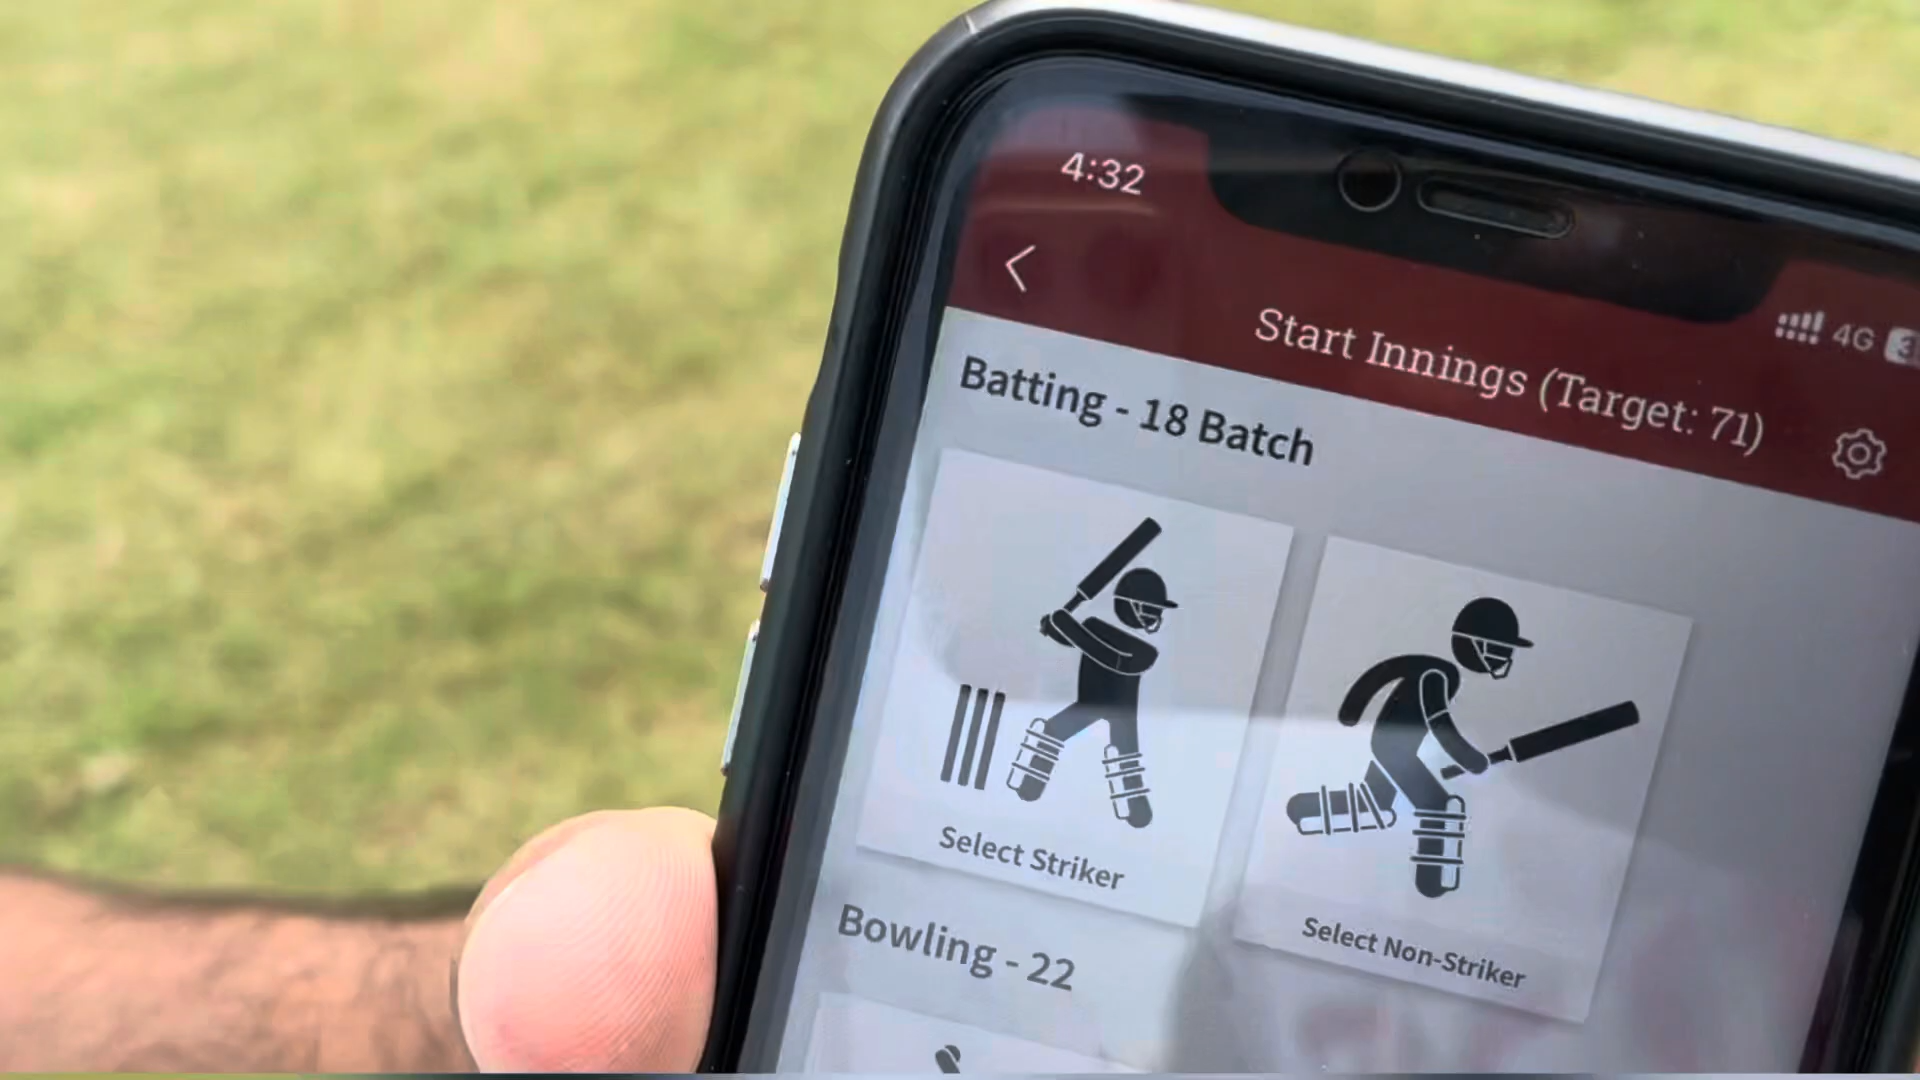 4:32
4G
Start Innings (Target: 71)
Batting - 18 Batch
Select Striker
Select Non-Striker
Bowling - 22